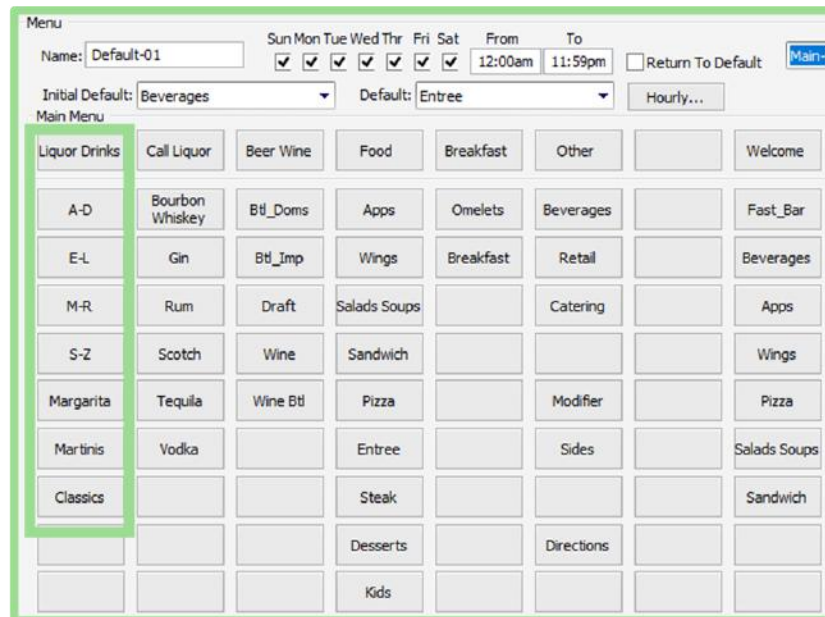 Menu
Sun Mon Tue Wed Thr Fri Sat From To
Name: Default-01 12:00am 11:59pm Return To Default Main-
Initial Default: Beverages Default: Entree Hourly...
Main Menu
Liquor Drinks Call Liquor Beer Wine Food Breakfast Other Welcome
A-D Bourbon Whiskey Btl_Doms Apps Omelets Beverages Fast_Bar
E-L Gin Btl_Imp Wings Breakfast Retail Beverages
M-R Rum Draft Salads Soups Catering Apps
S-Z Scotch Wine Sandwich Wings
Margarita Tequila Wine Btl Pizza Modifier Pizza
Martinis Vodka Entree Sides Salads Soups
Classics Steak Sandwich
Desserts Directions
Kids